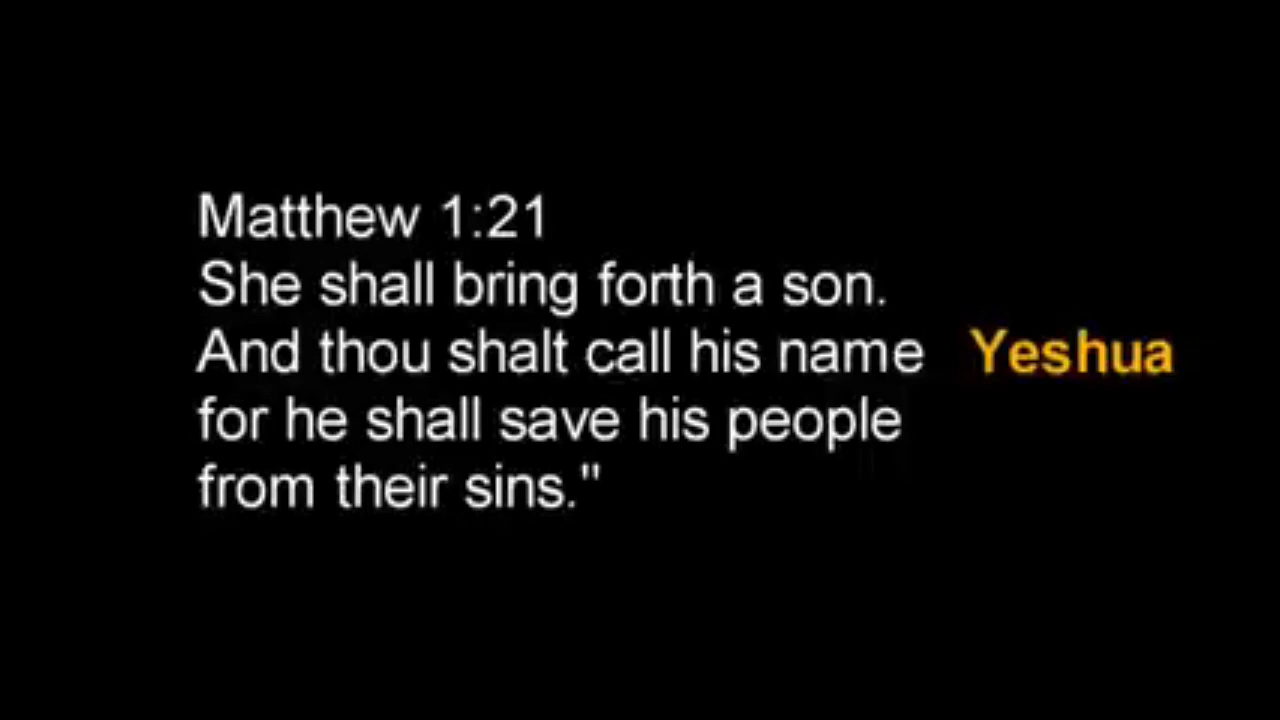 Matthew 1:21
She shall bring forth a son.
And thou shalt call his name Yeshua
for he shall save his people
from their sins."